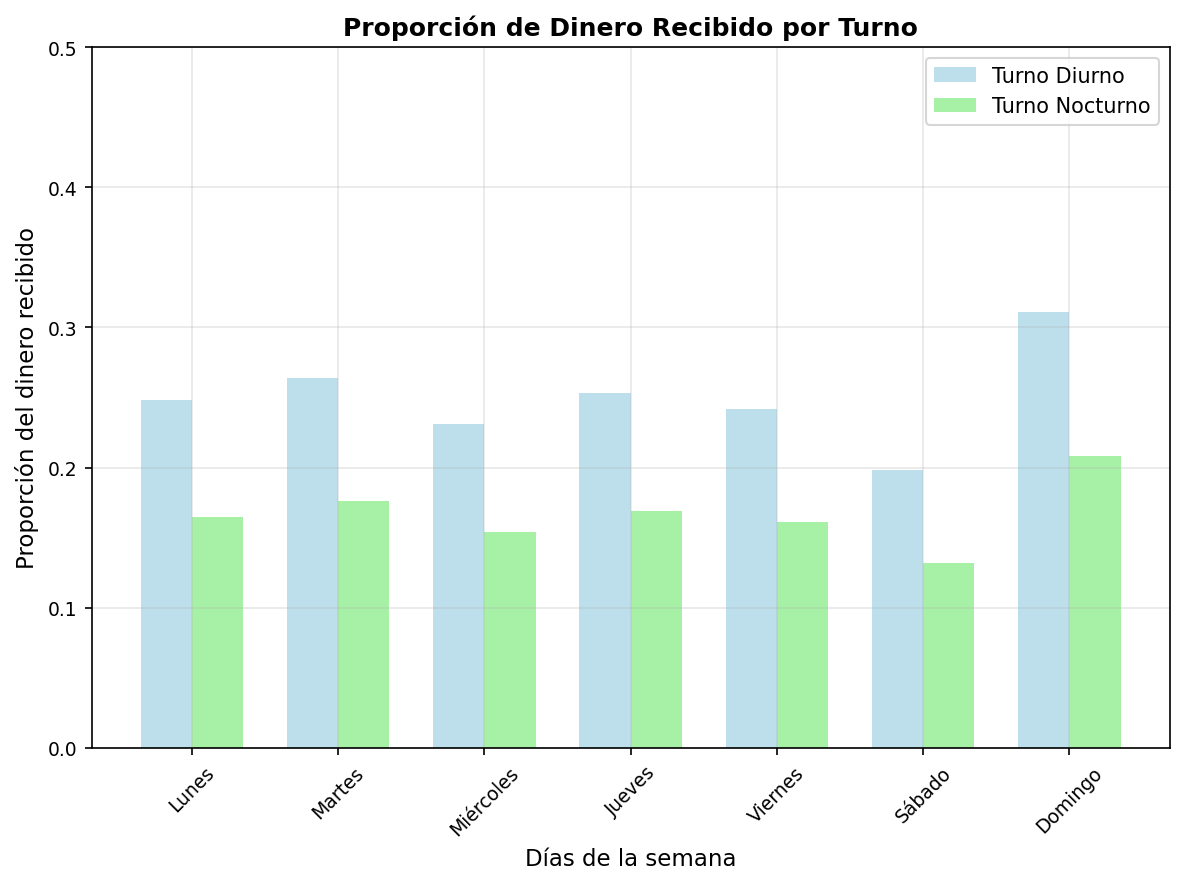 Proporción de Dinero Recibido por Turno
Turno Diurno
Turno Nocturno
Proporción del dinero recibido
0.5
0.4
0.3
0.2
0.1
0.0
Lunes
Martes
Miércoles
Jueves
Viernes
Sábado
Domingo
Días de la semana